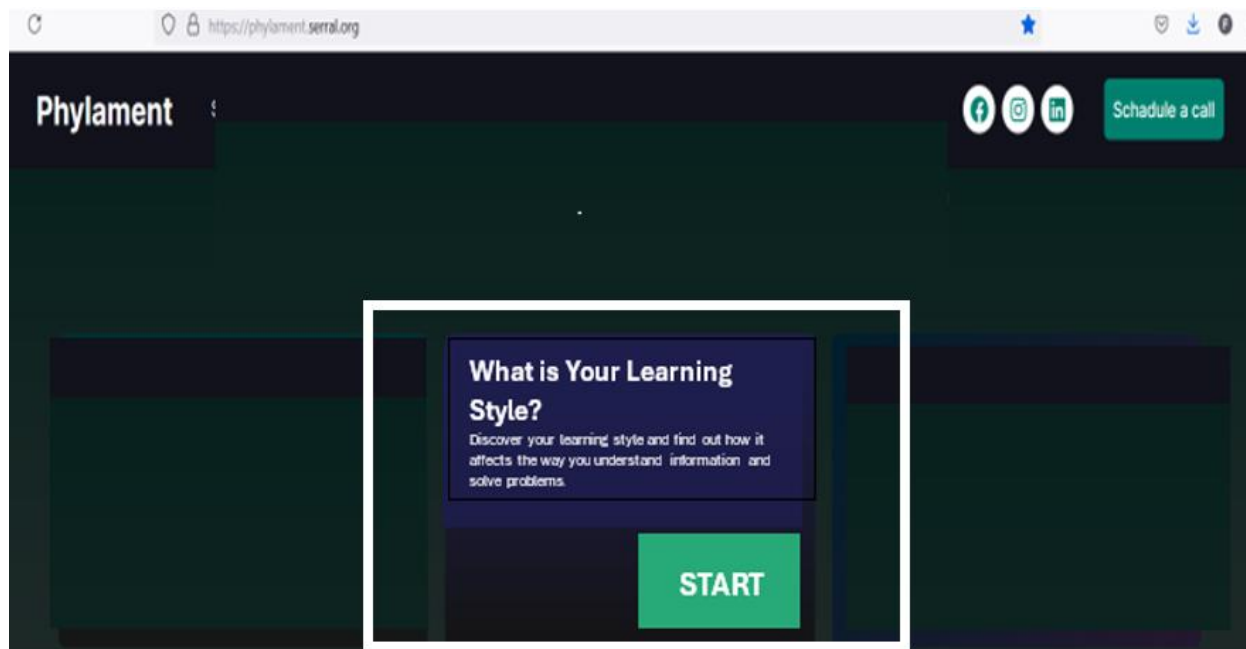 https://phylament.serral.org
Phylament
Schadule a call
What is Your Learning
Style?
Discover your learning style and find out how it
affects the way you understand information and
solve problems.
START